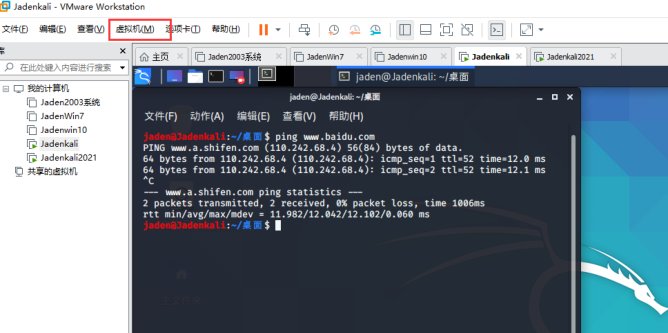 Jadenkali - VMware Workstation
文件(F) 编辑(E) 查看(V) 虚拟机(M) 选项卡(T) 帮助(H)
库
在此处键入内容进行搜索
我的计算机
Jaden2003系统
JadenWin7
Jadenwin10
Jadenkali
Jadenkali2021
共享的虚拟机
主页 Jaden2003系统 JadenWin7 Jadenwin10 Jadenkali Jadenkali2021
jaden@Jadenkali: ~/桌面
jaden@Jadenkali:~/桌面
文件(F) 动作(A) 编辑(E) 查看(V) 帮助(H)
jaden@Jadenkali:~/桌面$ ping www.baidu.com
PING www.a.shifen.com (110.242.68.4) 56(84) bytes of data.
64 bytes from 110.242.68.4 (110.242.68.4): icmp_seq=1 ttl=52 time=12.0 ms
64 bytes from 110.242.68.4 (110.242.68.4): icmp_seq=2 ttl=52 time=12.1 ms
^C
--- www.a.shifen.com ping statistics ---
2 packets transmitted, 2 received, 0% packet loss, time 1006ms
rtt min/avg/max/mdev = 11.982/12.042/12.102/0.060 ms
jaden@Jadenkali:~/桌面$
主文件夹